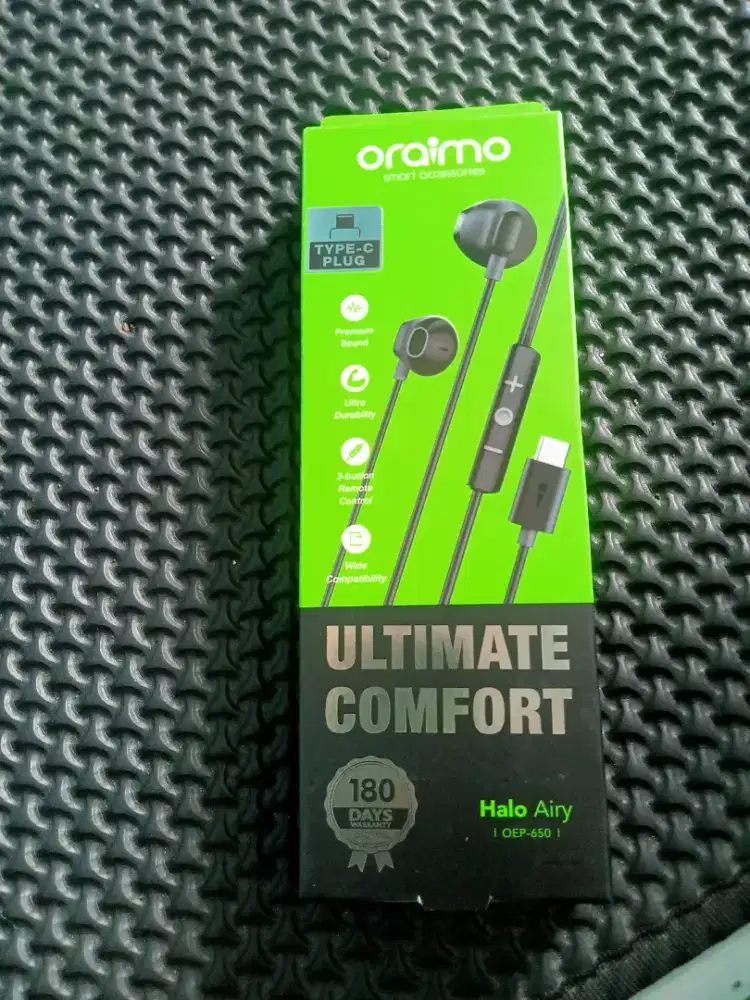 oraimo
smart accessories
TYPE-C
PLUG
Premium
Sound
Ultra
Durability
3-button
Remote
Control
Wide
Compatibility
ULTIMATE
COMFORT
180
DAYS
WARRANTY
Halo Airy
| OEP-650 |